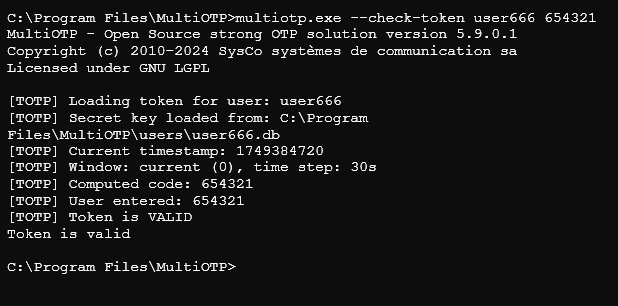 C:\Program Files\MultiOTP>multiotp.exe --check-token user666 654321
MultiOTP - Open Source strong OTP solution version 5.9.0.1
Copyright (c) 2010-2024 SysCo systèmes de communication sa
Licensed under GNU LGPL

[TOTP] Loading token for user: user666
[TOTP] Secret key loaded from: C:\Program
Files\MultiOTP\users\user666.db
[TOTP] Current timestamp: 1749384720
[TOTP] Window: current (0), time step: 30s
[TOTP] Computed code: 654321
[TOTP] User entered: 654321
[TOTP] Token is VALID
Token is valid

C:\Program Files\MultiOTP>